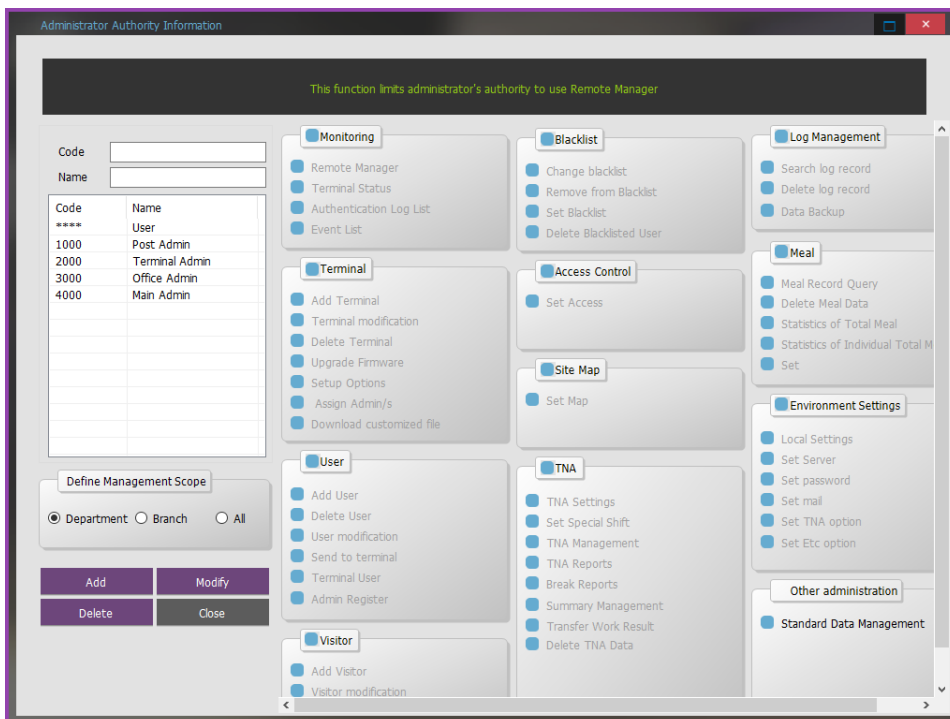 Administrator Authority Information
This function limits administrator's authority to use Remote Manager
Code
Name
Code Name
**** User
1000 Post Admin
2000 Terminal Admin
3000 Office Admin
4000 Main Admin
Define Management Scope
Department Branch All
Add Modify
Delete Close
Monitoring
Remote Manager
Terminal Status
Authentication Log List
Event List
Terminal
Add Terminal
Terminal modification
Delete Terminal
Upgrade Firmware
Setup Options
Assign Admin/s
Download customized file
User
Add User
Delete User
User modification
Send to terminal
Terminal User
Admin Register
Visitor
Add Visitor
Visitor modification
Blacklist
Change blacklist
Remove from Blacklist
Set Blacklist
Delete Blacklisted User
Access Control
Set Access
Site Map
Set Map
TNA
TNA Settings
Set Special Shift
TNA Management
TNA Reports
Break Reports
Summary Management
Transfer Work Result
Delete TNA Data
Log Management
Search log record
Delete log record
Data Backup
Meal
Meal Record Query
Delete Meal Data
Statistics of Total Meal
Statistics of Individual Total M
Set
Environment Settings
Local Settings
Set Server
Set password
Set mail
Set TNA option
Set Etc option
Other administration
Standard Data Management